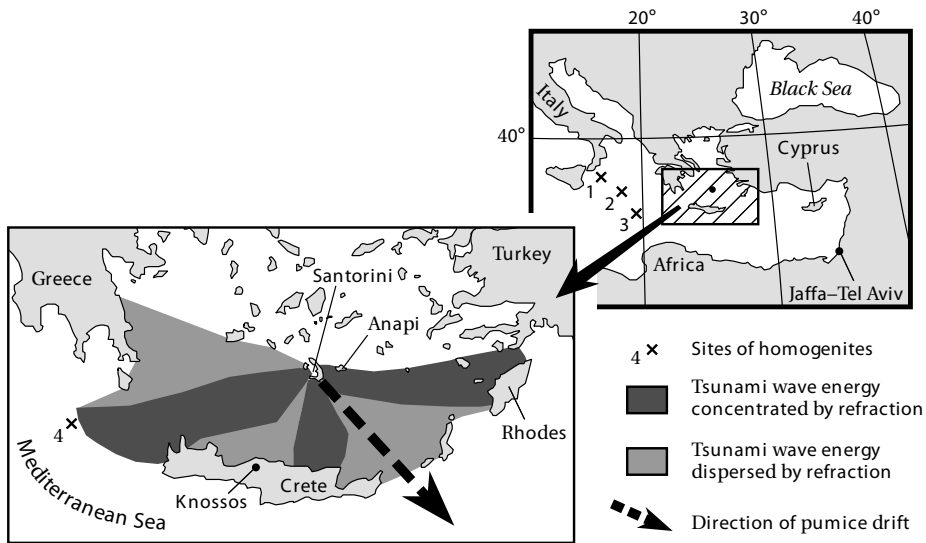 20° 30° 40°
Black Sea
Italy
40°
Cyprus
1
2
3
Africa
Jaffa–Tel Aviv
Greece
Turkey
Santorini
Anapi
4
Rhodes
Mediterranean Sea
Knossos
Crete
4 Sites of homogenites
Tsunami wave energy
concentrated by refraction
Tsunami wave energy
dispersed by refraction
Direction of pumice drift